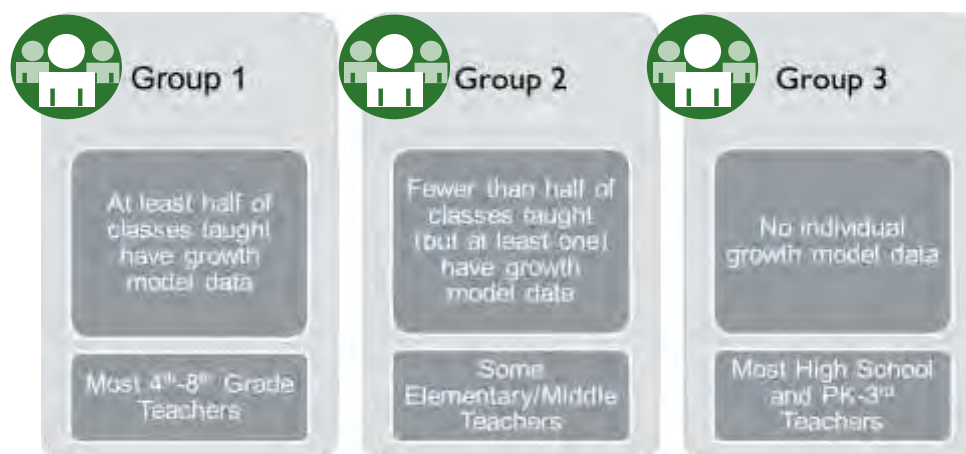 Group 1
At least half of
classes taught
have growth
model data
Most 4th-8th Grade
Teachers
Group 2
Fewer than half of
classes taught
(but at least one)
have growth
model data
Some
Elementary/Middle
Teachers
Group 3
No individual
growth model data
Most High School
and PK-3rd
Teachers